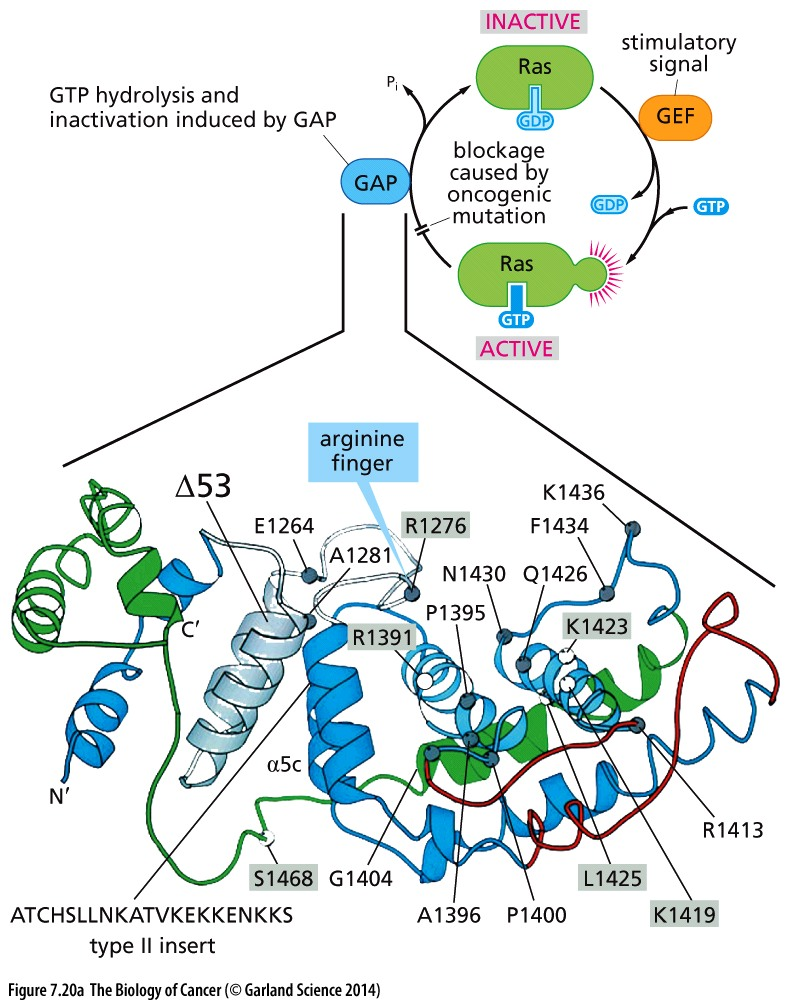 INACTIVE
Ras
GDP
stimulatory
signal
GEF
Pi
GTP hydrolysis and
inactivation induced by GAP
GAP
blockage
caused by
oncogenic
mutation
GDP
GTP
Ras
GTP
ACTIVE
arginine
finger
Δ53
E1264
A1281
R1276
K1436
F1434
N1430
Q1426
P1395
K1423
R1391
C′
N′
α5c
R1413
S1468
G1404
L1425
A1396
P1400
K1419
ATCHSLLNKATVKEKKENKKS
type II insert
Figure 7.20a The Biology of Cancer (© Garland Science 2014)